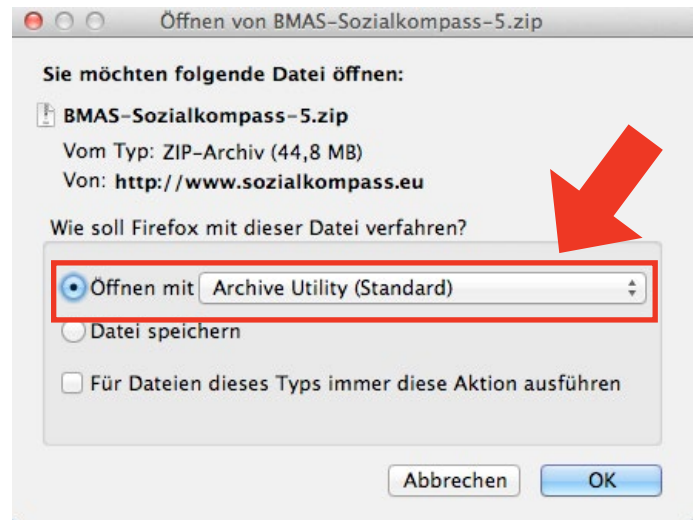 Öffnen von BMAS-Sozialkompass-5.zip
Sie möchten folgende Datei öffnen:
BMAS-Sozialkompass-5.zip
Vom Typ: ZIP-Archiv (44,8 MB)
Von: http://www.sozialkompass.eu
Wie soll Firefox mit dieser Datei verfahren?
Öffnen mit Archive Utility (Standard)
Datei speichern
Für Dateien dieses Typs immer diese Aktion ausführen
Abbrechen OK